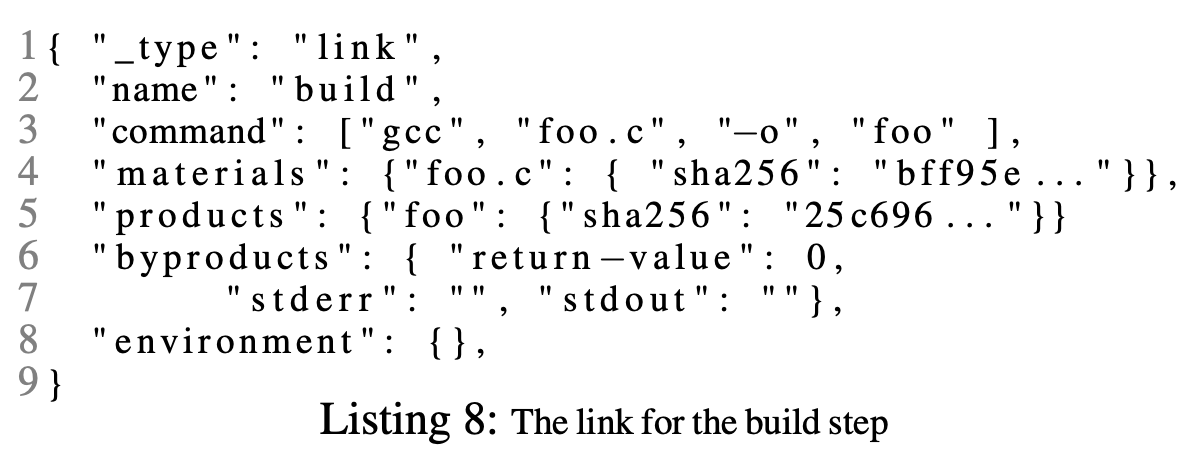 1 { "_type": "link",
2 "name": "build",
3 "command": ["gcc", "foo.c", "−o", "foo" ],
4 "materials": {"foo.c": { "sha256": "bff95e..."}},
5 "products": {"foo": {"sha256": "25c696..."}}
6 "byproducts": { "return−value": 0,
7 "stderr": "", "stdout": ""},
8 "environment": {},
9 }
Listing 8: The link for the build step